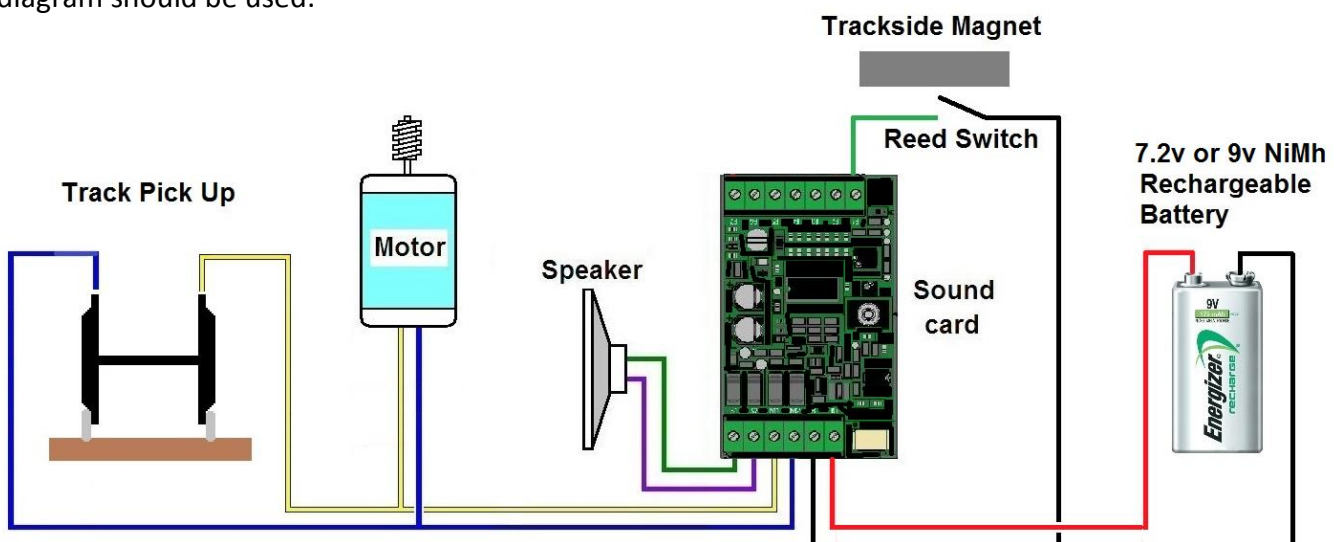 diagram should be used.
Trackside Magnet
Reed Switch
7.2v or 9v NiMh
Rechargeable
Battery
Track Pick Up
Motor
Speaker
Sound
card
9V
Energizer
recharge